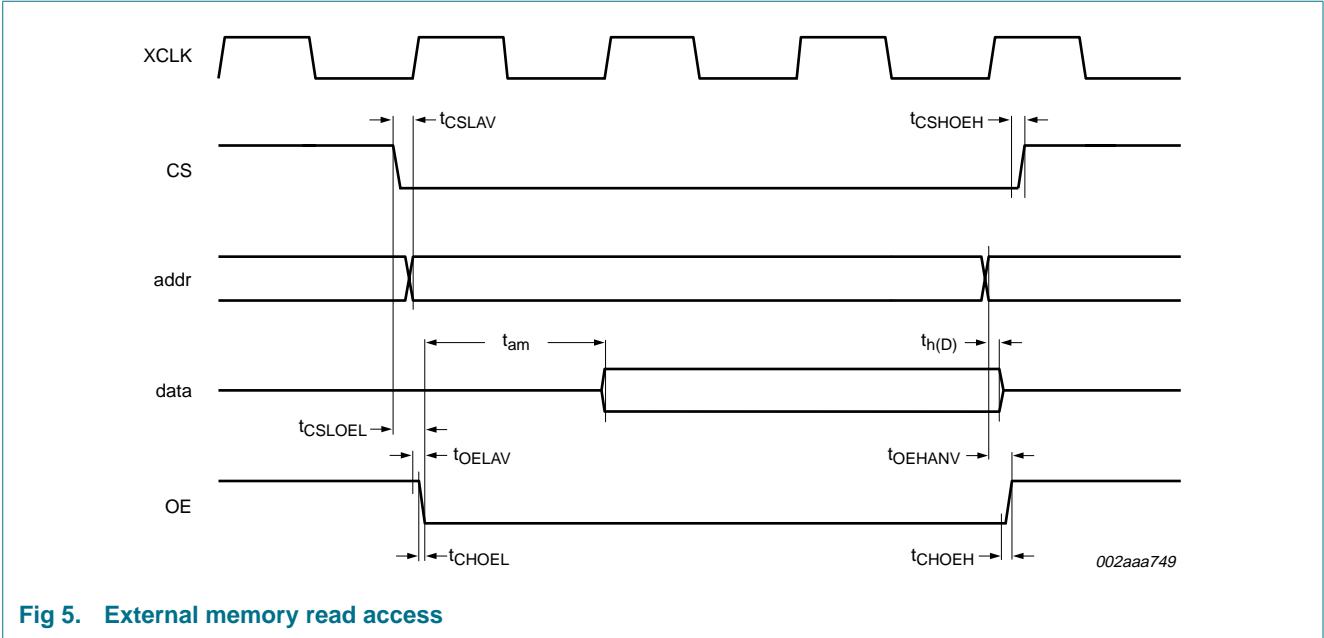 XCLK
tCSLAV
tCSHOEH
CS
addr
tam
th(D)
data
tCSLOEL
tOELAV
tOEHANV
OE
tCHOEL
tCHOEH
002aaa749
Fig 5. External memory read access